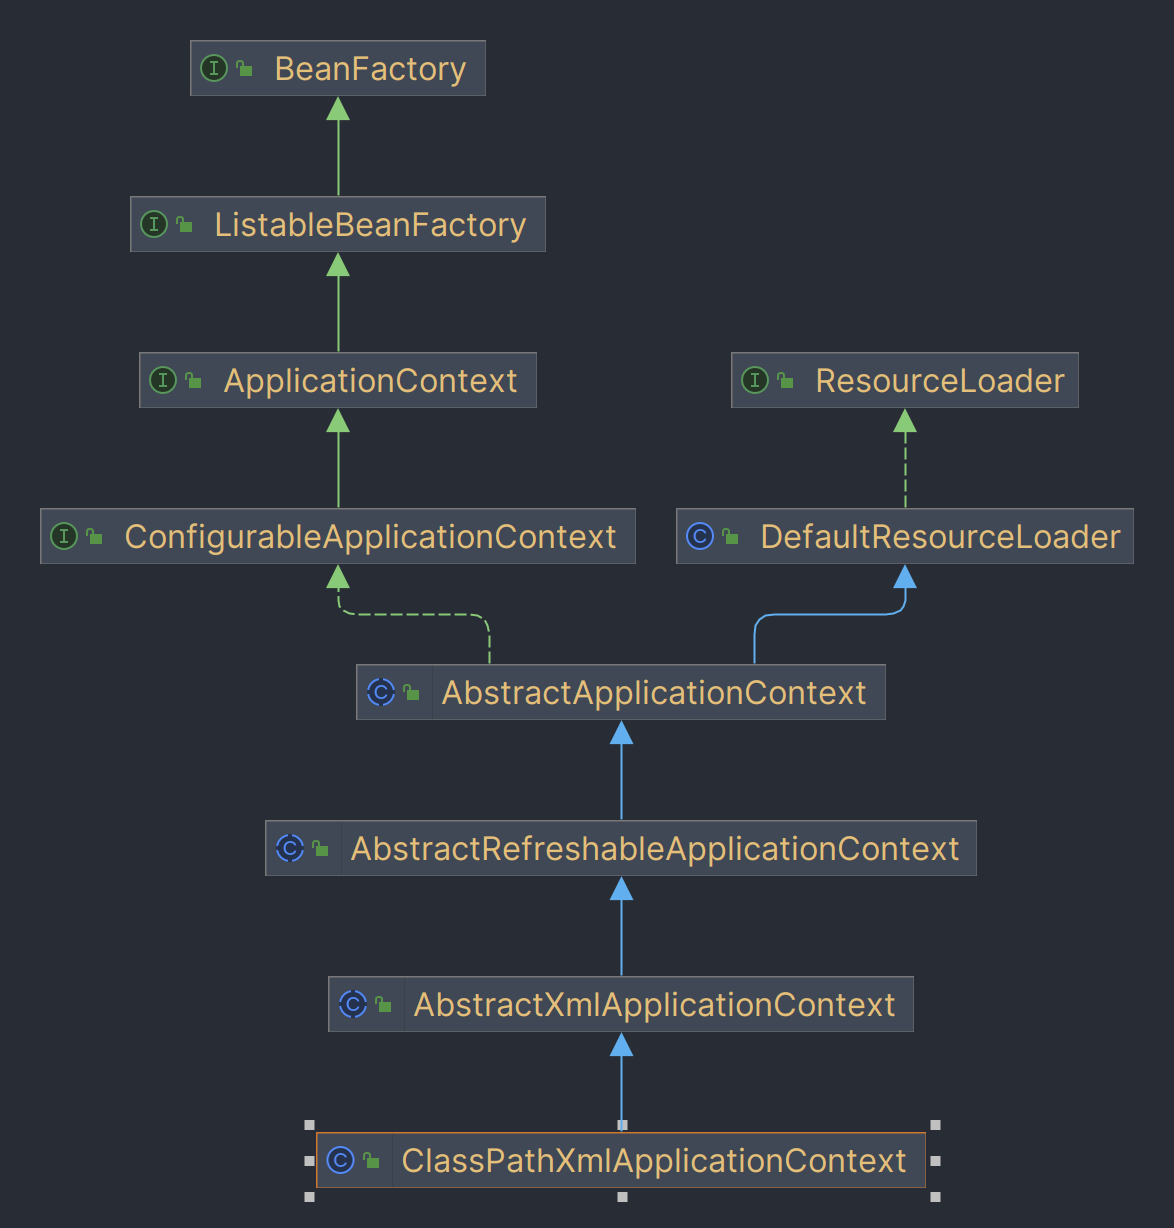 BeanFactory
ListableBeanFactory
ApplicationContext
ResourceLoader
ConfigurableApplicationContext
DefaultResourceLoader
AbstractApplicationContext
AbstractRefreshableApplicationContext
AbstractXmlApplicationContext
ClassPathXmlApplicationContext